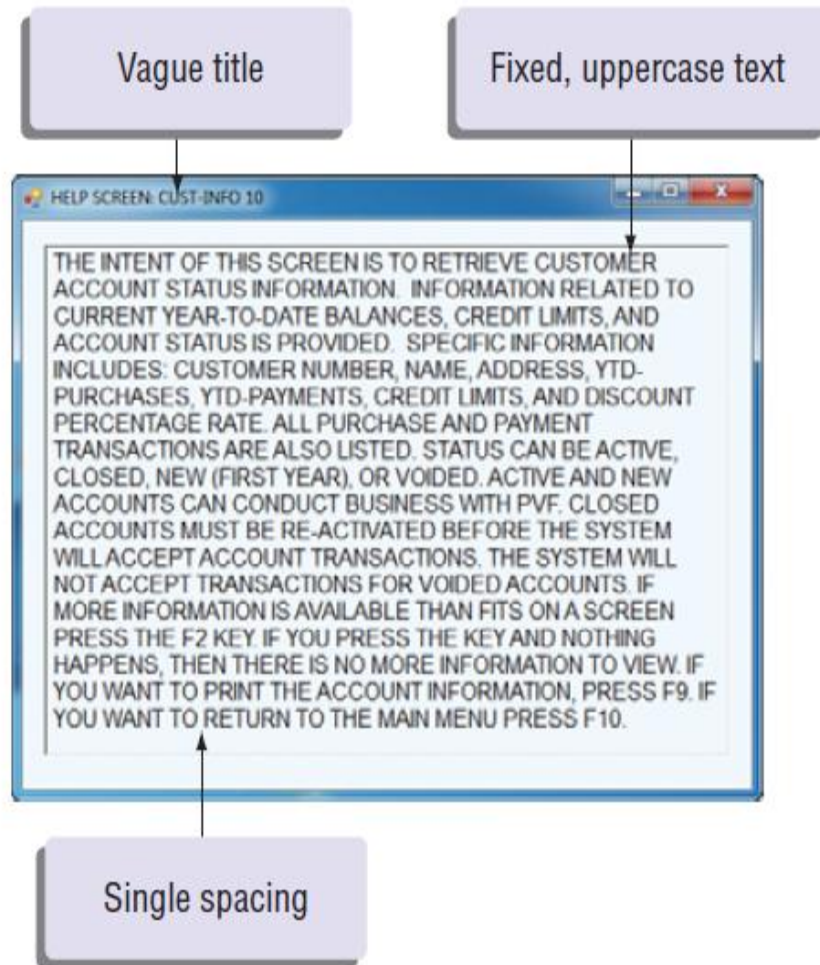 Vague title
Fixed, uppercase text
HELP SCREEN: CUST-INFO 10
THE INTENT OF THIS SCREEN IS TO RETRIEVE CUSTOMER
ACCOUNT STATUS INFORMATION. INFORMATION RELATED TO
CURRENT YEAR-TO-DATE BALANCES, CREDIT LIMITS, AND
ACCOUNT STATUS IS PROVIDED. SPECIFIC INFORMATION
INCLUDES: CUSTOMER NUMBER, NAME, ADDRESS, YTD-
PURCHASES, YTD-PAYMENTS, CREDIT LIMITS, AND DISCOUNT
PERCENTAGE RATE. ALL PURCHASE AND PAYMENT
TRANSACTIONS ARE ALSO LISTED. STATUS CAN BE ACTIVE,
CLOSED, NEW (FIRST YEAR), OR VOIDED. ACTIVE AND NEW
ACCOUNTS CAN CONDUCT BUSINESS WITH PVF. CLOSED
ACCOUNTS MUST BE RE-ACTIVATED BEFORE THE SYSTEM
WILL ACCEPT ACCOUNT TRANSACTIONS. THE SYSTEM WILL
NOT ACCEPT TRANSACTIONS FOR VOIDED ACCOUNTS. IF
MORE INFORMATION IS AVAILABLE THAN FITS ON A SCREEN
PRESS THE F2 KEY. IF YOU PRESS THE KEY AND NOTHING
HAPPENS, THEN THERE IS NO MORE INFORMATION TO VIEW. IF
YOU WANT TO PRINT THE ACCOUNT INFORMATION, PRESS F9. IF
YOU WANT TO RETURN TO THE MAIN MENU PRESS F10.
Single spacing